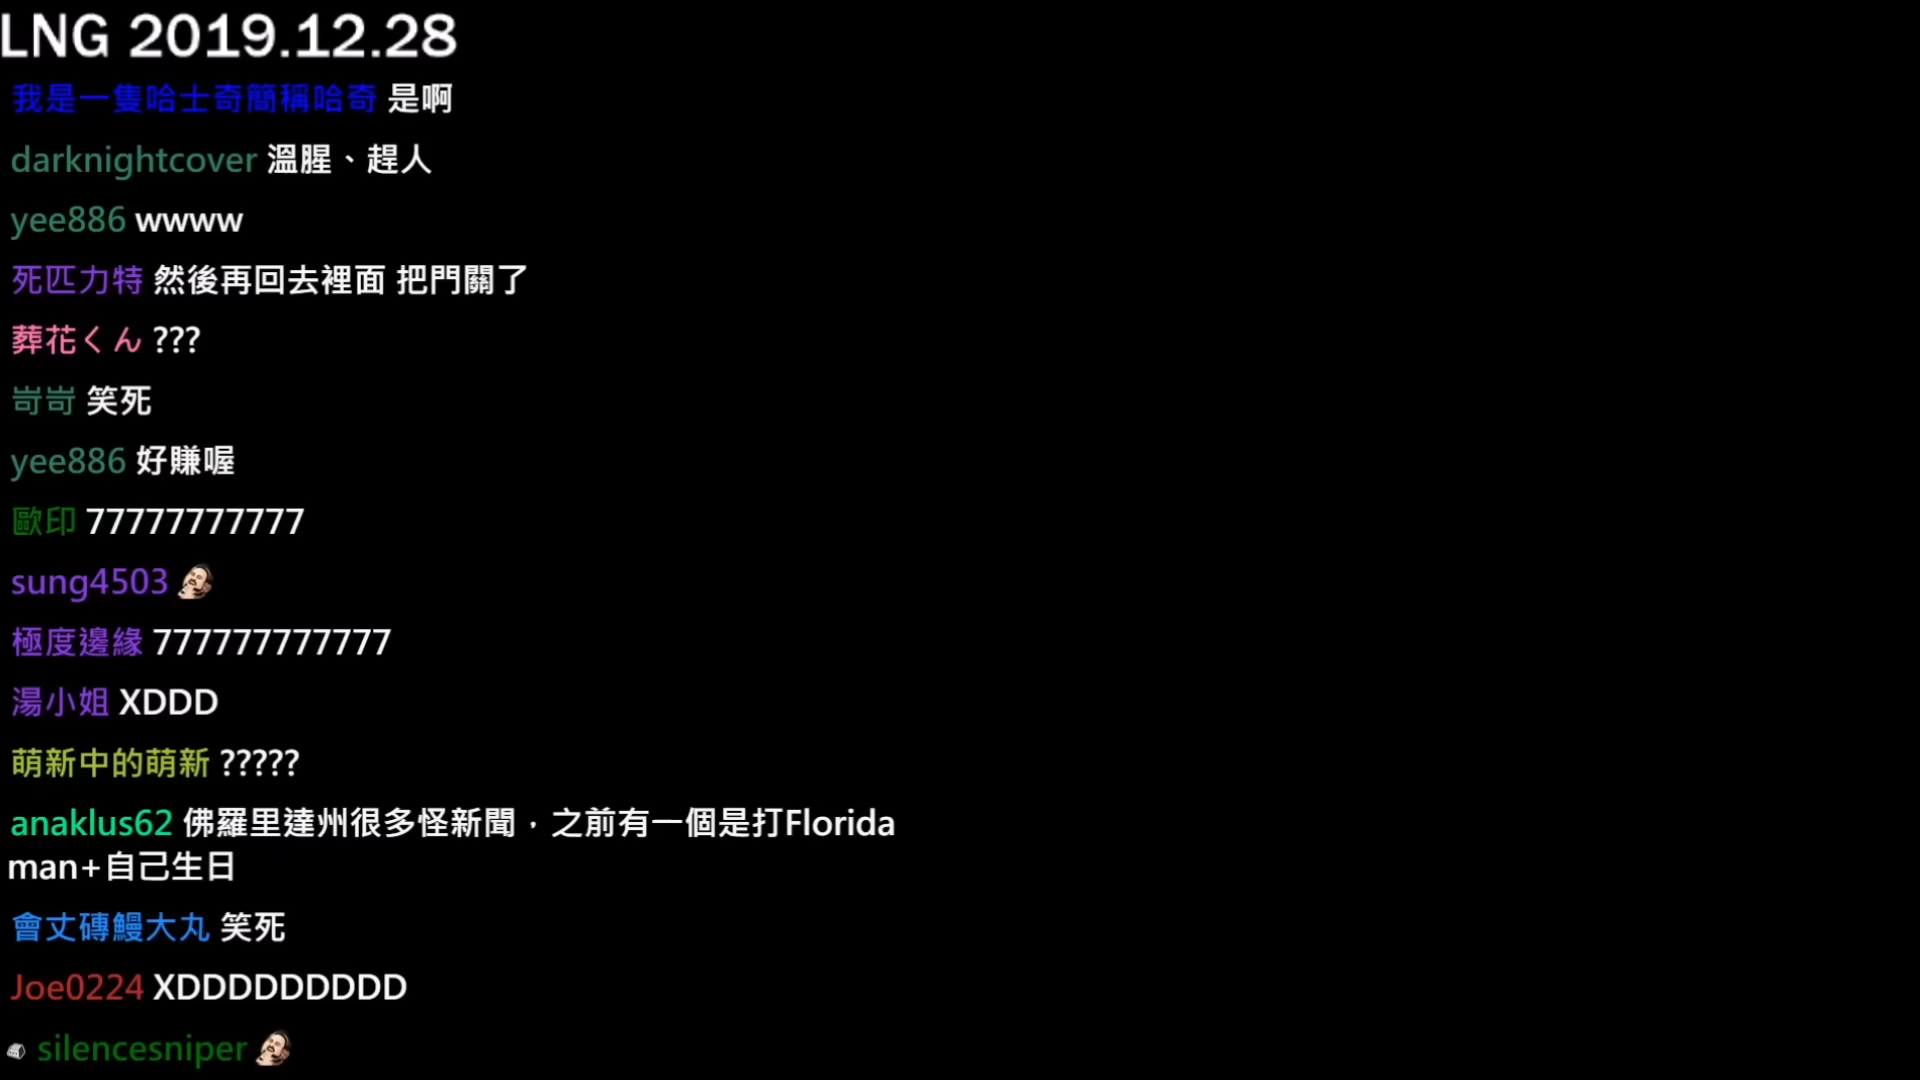 LNG 2019.12.28
我是一隻哈士奇簡稱哈奇 是啊
darknightcover 溫腥、趕人
yee886 wwww
死匹力特 然後再回去裡面 把門關了
葬花くん ???
岢岢 笑死
yee886 好賺喔
歐印 77777777777
sung4503
極度邊緣 777777777777
湯小姐 XDDD
萌新中的萌新 ?????
anaklus62 佛羅里達州很多怪新聞，之前有一個是打Florida
man+自己生日
會丈磚鰻大丸 笑死
Joe0224 XDDDDDDDDD
silencesniper